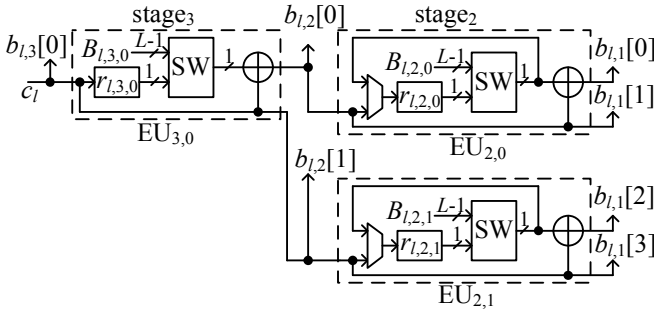 stage₃
b_{l,3}[0]
b_{l,2}[0]
stage₂
b_{l,1}[0]
B_{l,3,0}
L-1
SW
1
B_{l,2,0}
L-1
SW
1
c_l
r_{l,3,0}
1
r_{l,2,0}
1
b_{l,1}[1]
EU_{3,0}
EU_{2,0}
b_{l,2}[1]
b_{l,1}[2]
B_{l,2,1}
L-1
SW
1
r_{l,2,1}
1
b_{l,1}[3]
EU_{2,1}